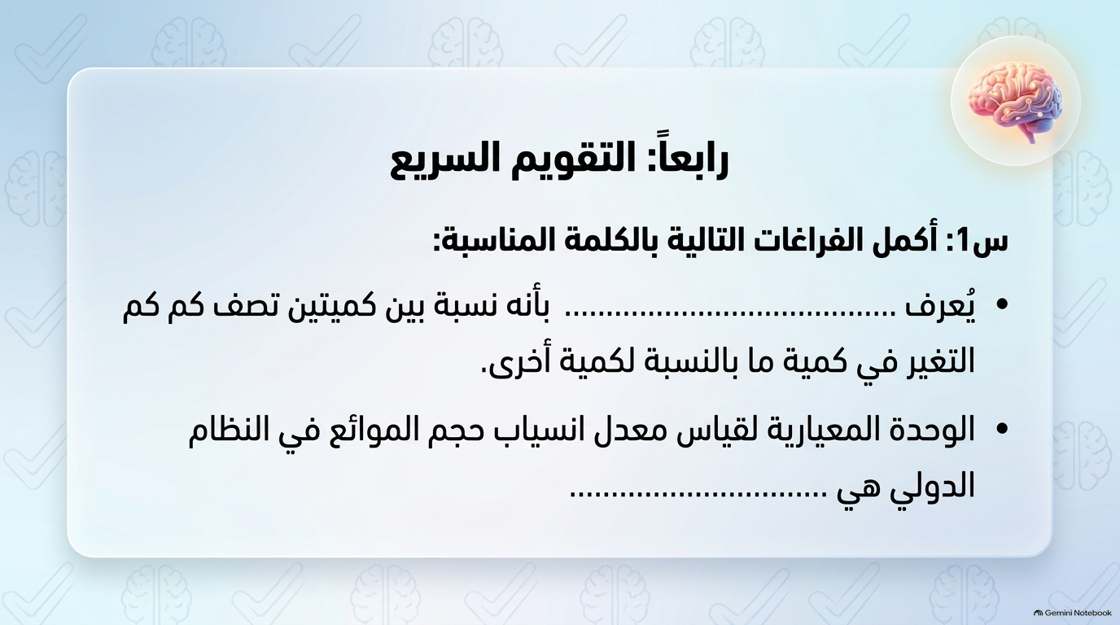 رابعاً: التقويم السريع
س1: أكمل الفراغات التالية بالكلمة المناسبة:
• يُعرف ........................................ بأنه نسبة بين كميتين تصف كم كم
التغير في كمية ما بالنسبة لكمية أخرى.
• الوحدة المعيارية لقياس معدل انسياب حجم الموائع في النظام
الدولي هي ...............................
Gemini Notebook